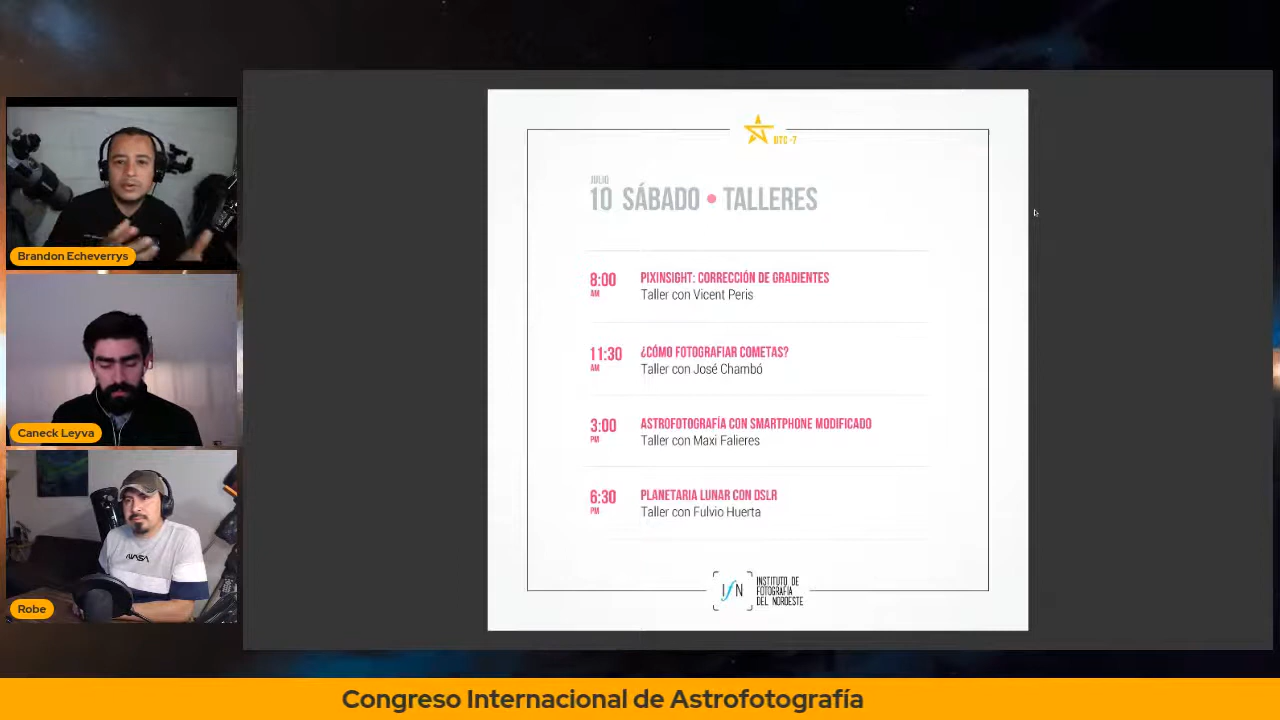 Brandon Echeverrys
Caneck Leyva
NASA
Robe
UTC -7
JULIO
10 SÁBADO • TALLERES
8:00
AM
PIXINSIGHT: CORRECCIÓN DE GRADIENTES
Taller con Vicent Peris
11:30
AM
¿CÓMO FOTOGRAFIAR COMETAS?
Taller con José Chambó
3:00
PM
ASTROFOTOGRAFÍA CON SMARTPHONE MODIFICADO
Taller con Maxi Falieres
6:30
PM
PLANETARIA LUNAR CON DSLR
Taller con Fulvio Huerta
IfN
INSTITUTO DE
FOTOGRAFÍA
DEL NOROESTE
Congreso Internacional de Astrofotografía